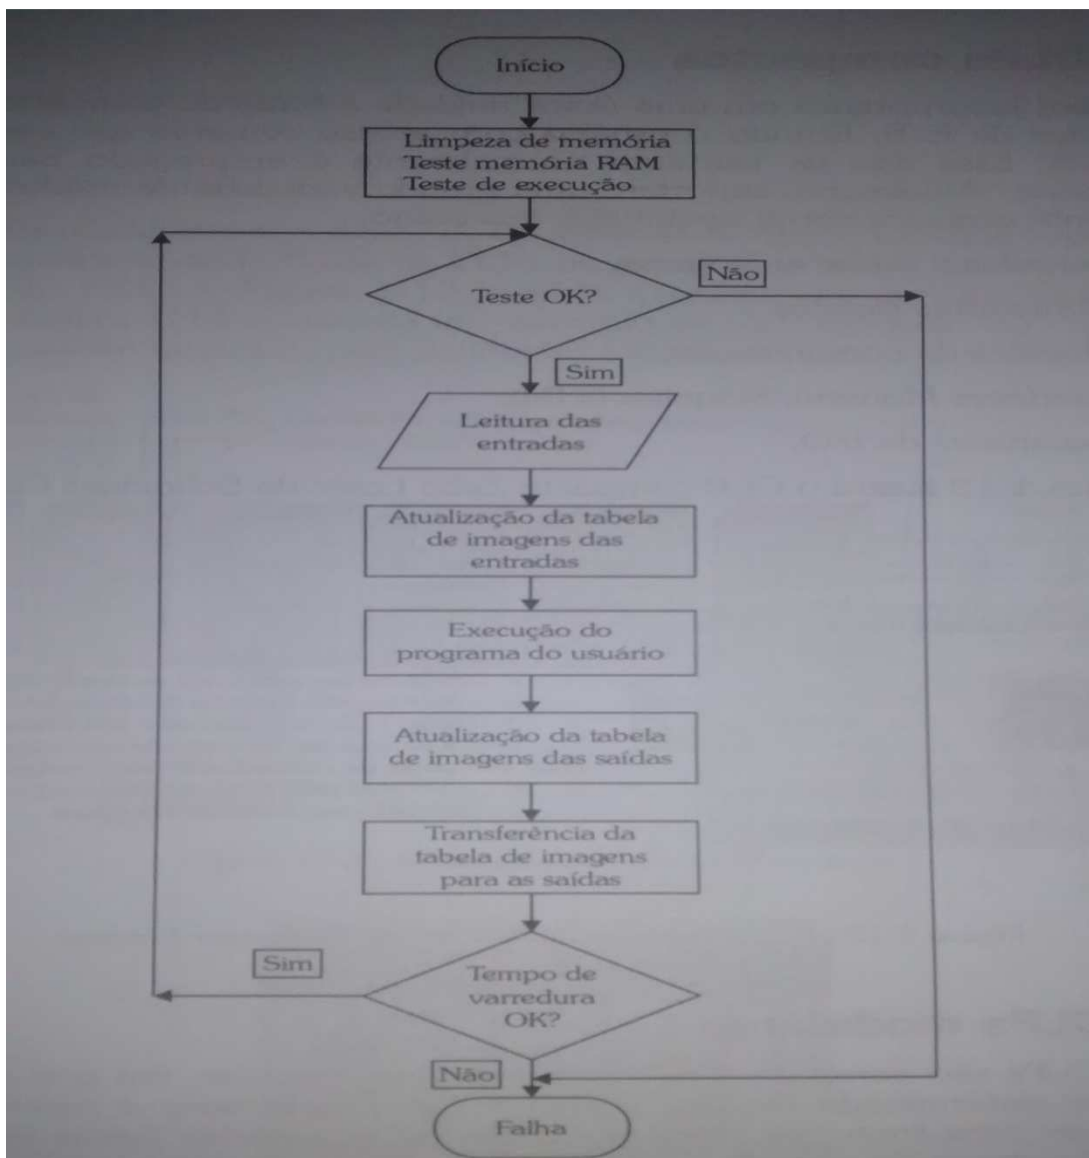 Início
Limpeza de memória
Teste memória RAM
Teste de execução
Teste OK?
Não
Sim
Leitura das
entradas
Atualização da tabela
de imagens das
entradas
Execução do
programa do usuário
Atualização da tabela
de imagens das saídas
Transferência da
tabela de imagens
para as saídas
Sim
Tempo de
varredura
OK?
Não
Falha